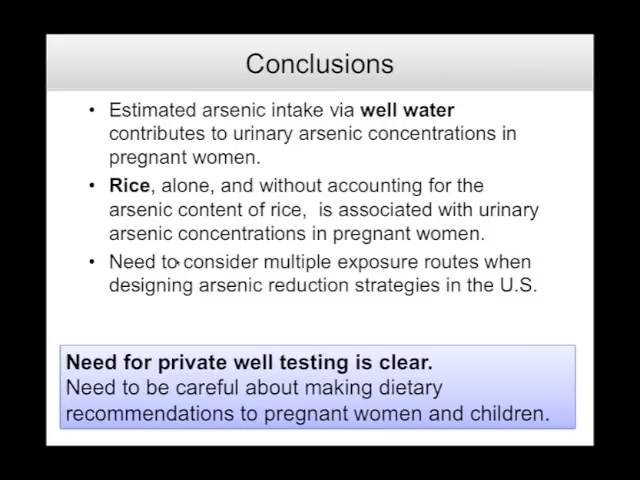 Conclusions
• Estimated arsenic intake via well water
contributes to urinary arsenic concentrations in
pregnant women.
• Rice, alone, and without accounting for the
arsenic content of rice, is associated with urinary
arsenic concentrations in pregnant women.
• Need to consider multiple exposure routes when
designing arsenic reduction strategies in the U.S.
Need for private well testing is clear.
Need to be careful about making dietary
recommendations to pregnant women and children.